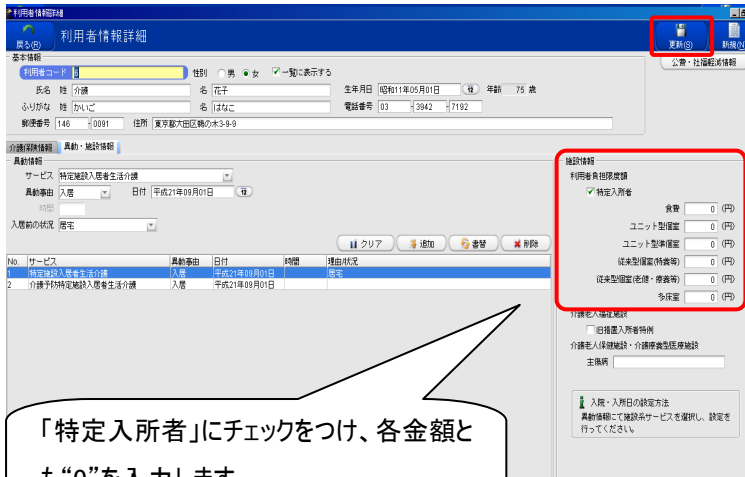 利用者情報詳細
戻る(R)
利用者情報詳細
更新(S)
新規(N
基本情報
利用者コード 6 性別 男 女 一覧に表示する
公費・社福軽減情報
氏名 姓 介護 名 花子 生年月日 昭和11年05月01日 年齢 75 歳
ふりがな 姓 かいご 名 はなこ 電話番号 03 -3942 -7192
郵便番号 146 -0091 住所 東京都大田区鵜の木3-9-9
介護保険情報 異動・施設情報
異動情報
サービス 特定施設入居者生活介護
異動事由 入居 日付 平成21年09月01日
時間
入居前の状況 居宅
クリア 追加 書替 削除
No. サービス 異動事由 日付 時間 理由/状況
1 特定施設入居者生活介護 入居 平成21年09月01日 居宅
2 介護予防特定施設入居者生活介護 入居 平成21年09月01日
施設情報
利用者負担限度額
特定入所者
食費 0 (円)
ユニット型個室 0 (円)
ユニット型準個室 0 (円)
従来型個室(特養等) 0 (円)
従来型個室(老健・療養等) 0 (円)
多床室 0 (円)
介護老人福祉施設
旧措置入所者特例
介護老人保健施設・介護療養型医療施設
主傷病
入院・入所日の設定方法
異動情報にて施設系サービスを選択し、設定を
行ってください。
「特定入所者」にチェックをつけ、各金額と
も“0”を入力します